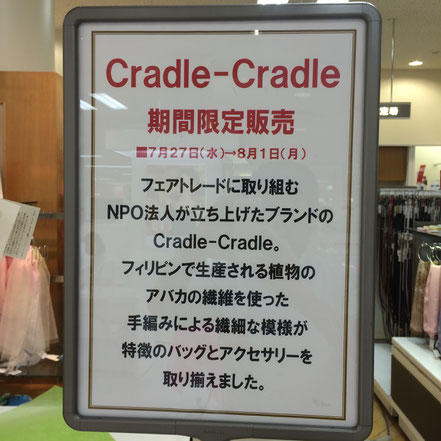 Cradle-Cradle
期間限定販売
■7月27日(水)→8月1日(月)
フェアトレードに取り組む
NPO法人が立ち上げたブランドの
Cradle-Cradle。
フィリピンで生産される植物の
アバカの繊維を使った
手編みによる繊細な模様が
特徴のバッグとアクセサリーを
取り揃えました。